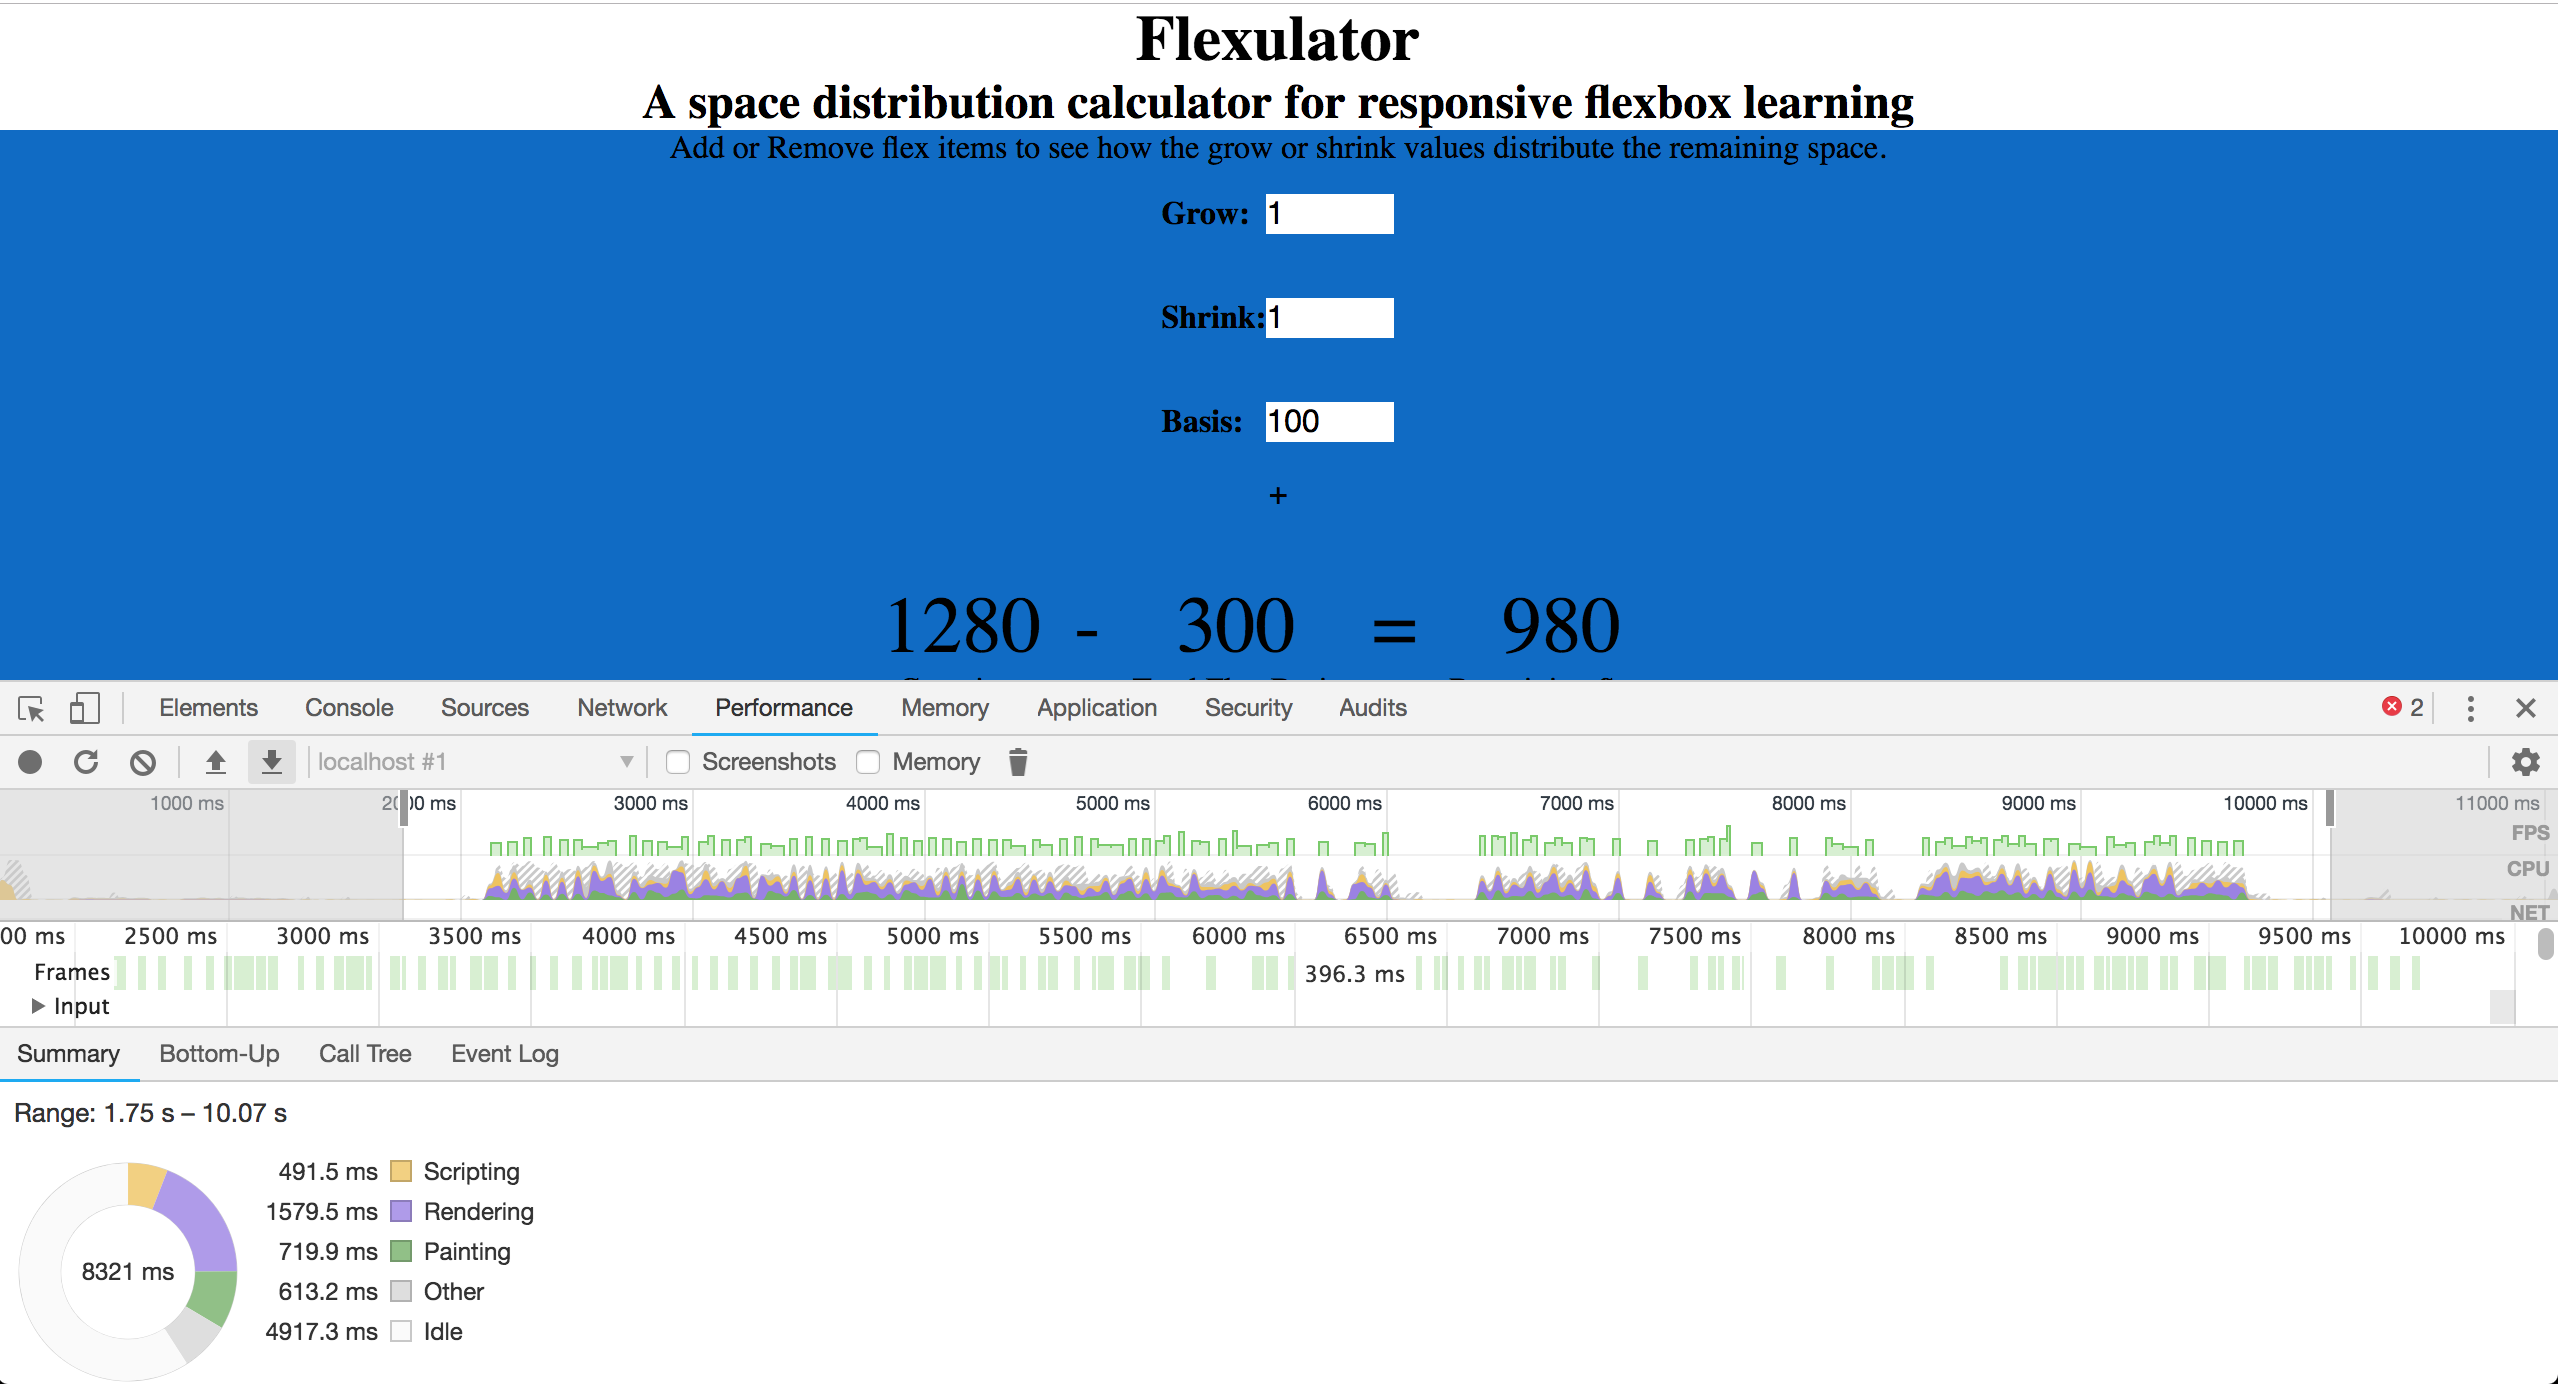 Flexulator
A space distribution calculator for responsive flexbox learning
Add or Remove flex items to see how the grow or shrink values distribute the remaining space.
Grow: 1
Shrink: 1
Basis: 100
+
1280 - 300 = 980
Elements Console Sources Network Performance Memory Application Security Audits 2
localhost #1 Screenshots Memory
1000 ms 2000 ms 3000 ms 4000 ms 5000 ms 6000 ms 7000 ms 8000 ms 9000 ms 10000 ms 11000 ms
FPS
CPU
NET
00 ms 2500 ms 3000 ms 3500 ms 4000 ms 4500 ms 5000 ms 5500 ms 6000 ms 6500 ms 7000 ms 7500 ms 8000 ms 8500 ms 9000 ms 9500 ms 10000 ms
Frames 396.3 ms
Input
Summary Bottom-Up Call Tree Event Log
Range: 1.75 s – 10.07 s
491.5 ms Scripting
1579.5 ms Rendering
719.9 ms Painting
8321 ms
613.2 ms Other
4917.3 ms Idle